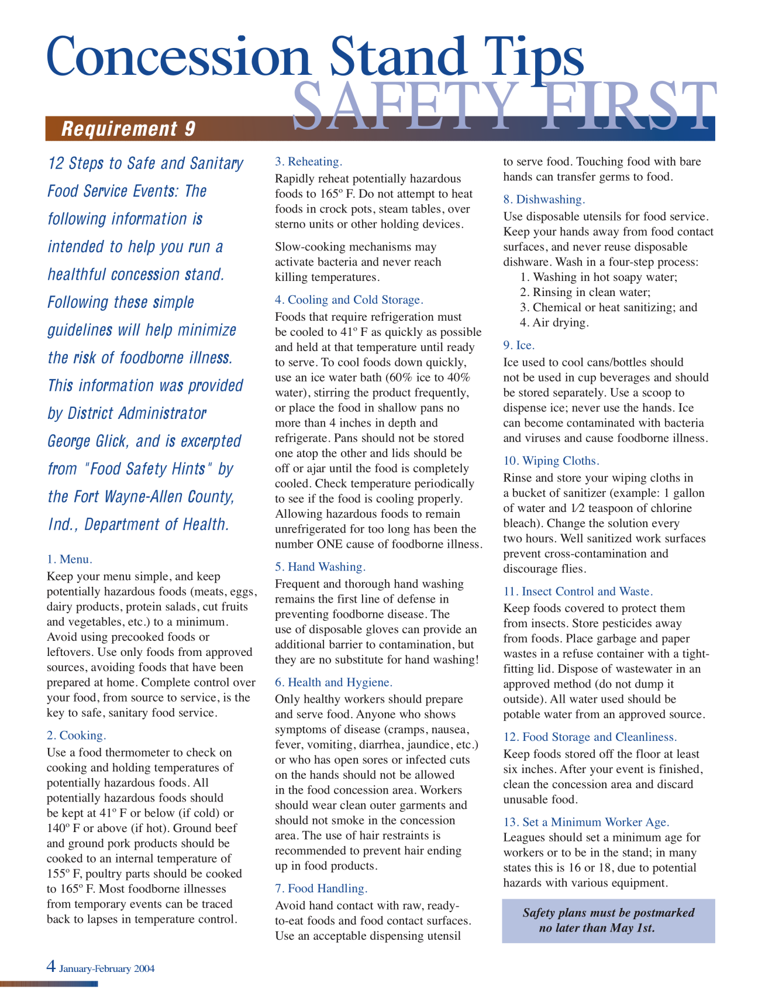 Concession Stand Tips
SAFETY FIRST
Requirement 9
12 Steps to Safe and Sanitary
Food Service Events: The
following information is
intended to help you run a
healthful concession stand.
Following these simple
guidelines will help minimize
the risk of foodborne illness.
This information was provided
by District Administrator
George Glick, and is excerpted
from "Food Safety Hints" by
the Fort Wayne-Allen County,
Ind., Department of Health.
1. Menu.
Keep your menu simple, and keep
potentially hazardous foods (meats, eggs,
dairy products, protein salads, cut fruits
and vegetables, etc.) to a minimum.
Avoid using precooked foods or
leftovers. Use only foods from approved
sources, avoiding foods that have been
prepared at home. Complete control over
your food, from source to service, is the
key to safe, sanitary food service.
2. Cooking.
Use a food thermometer to check on
cooking and holding temperatures of
potentially hazardous foods. All
potentially hazardous foods should
be kept at 41º F or below (if cold) or
140º F or above (if hot). Ground beef
and ground pork products should be
cooked to an internal temperature of
155º F, poultry parts should be cooked
to 165º F. Most foodborne illnesses
from temporary events can be traced
back to lapses in temperature control.
3. Reheating.
Rapidly reheat potentially hazardous
foods to 165º F. Do not attempt to heat
foods in crock pots, steam tables, over
sterno units or other holding devices.
Slow-cooking mechanisms may
activate bacteria and never reach
killing temperatures.
4. Cooling and Cold Storage.
Foods that require refrigeration must
be cooled to 41º F as quickly as possible
and held at that temperature until ready
to serve. To cool foods down quickly,
use an ice water bath (60% ice to 40%
water), stirring the product frequently,
or place the food in shallow pans no
more than 4 inches in depth and
refrigerate. Pans should not be stored
one atop the other and lids should be
off or ajar until the food is completely
cooled. Check temperature periodically
to see if the food is cooling properly.
Allowing hazardous foods to remain
unrefrigerated for too long has been the
number ONE cause of foodborne illness.
5. Hand Washing.
Frequent and thorough hand washing
remains the first line of defense in
preventing foodborne disease. The
use of disposable gloves can provide an
additional barrier to contamination, but
they are no substitute for hand washing!
6. Health and Hygiene.
Only healthy workers should prepare
and serve food. Anyone who shows
symptoms of disease (cramps, nausea,
fever, vomiting, diarrhea, jaundice, etc.)
or who has open sores or infected cuts
on the hands should not be allowed
in the food concession area. Workers
should wear clean outer garments and
should not smoke in the concession
area. The use of hair restraints is
recommended to prevent hair ending
up in food products.
7. Food Handling.
Avoid hand contact with raw, ready-
to-eat foods and food contact surfaces.
Use an acceptable dispensing utensil
to serve food. Touching food with bare
hands can transfer germs to food.
8. Dishwashing.
Use disposable utensils for food service.
Keep your hands away from food contact
surfaces, and never reuse disposable
dishware. Wash in a four-step process:
1. Washing in hot soapy water;
2. Rinsing in clean water;
3. Chemical or heat sanitizing; and
4. Air drying.
9. Ice.
Ice used to cool cans/bottles should
not be used in cup beverages and should
be stored separately. Use a scoop to
dispense ice; never use the hands. Ice
can become contaminated with bacteria
and viruses and cause foodborne illness.
10. Wiping Cloths.
Rinse and store your wiping cloths in
a bucket of sanitizer (example: 1 gallon
of water and 1⁄2 teaspoon of chlorine
bleach). Change the solution every
two hours. Well sanitized work surfaces
prevent cross-contamination and
discourage flies.
11. Insect Control and Waste.
Keep foods covered to protect them
from insects. Store pesticides away
from foods. Place garbage and paper
wastes in a refuse container with a tight-
fitting lid. Dispose of wastewater in an
approved method (do not dump it
outside). All water used should be
potable water from an approved source.
12. Food Storage and Cleanliness.
Keep foods stored off the floor at least
six inches. After your event is finished,
clean the concession area and discard
unusable food.
13. Set a Minimum Worker Age.
Leagues should set a minimum age for
workers or to be in the stand; in many
states this is 16 or 18, due to potential
hazards with various equipment.
Safety plans must be postmarked
no later than May 1st.
4 January-February 2004